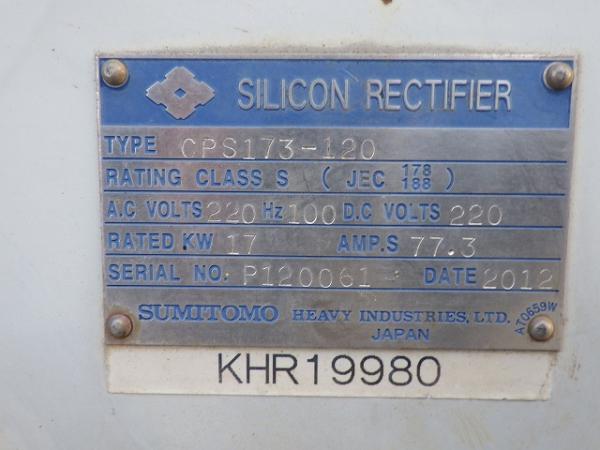 SILICON RECTIFIER
TYPE CPS173-120
RATING CLASS S ( JEC 178 188 )
A.C VOLTS 220 Hz 100 D.C VOLTS 220
RATED KW 17 AMP.S 77.3
SERIAL NO. P120061 DATE 2012
SUMITOMO HEAVY INDUSTRIES, LTD.
JAPAN
A70659W
KHR19980